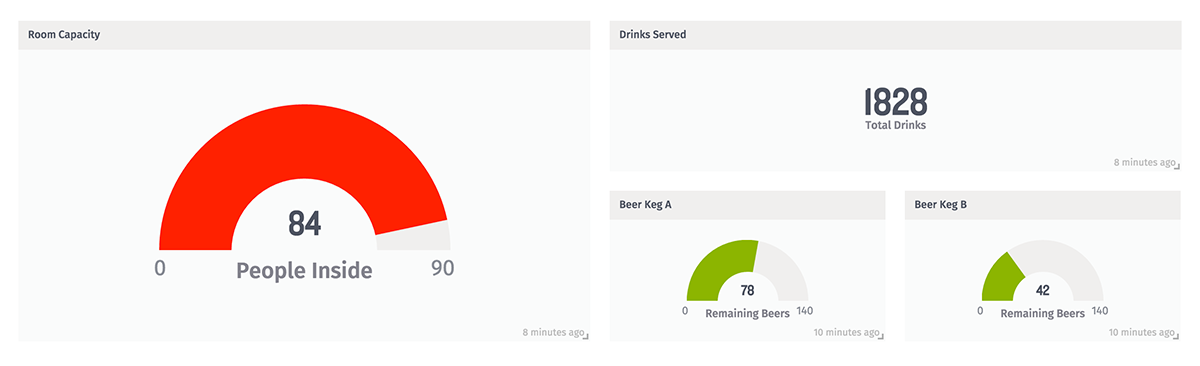 Room Capacity
84
0
90
People Inside
8 minutes ago
Drinks Served
1828
Total Drinks
8 minutes ago
Beer Keg A
78
0
140
Remaining Beers
10 minutes ago
Beer Keg B
42
0
140
Remaining Beers
10 minutes ago